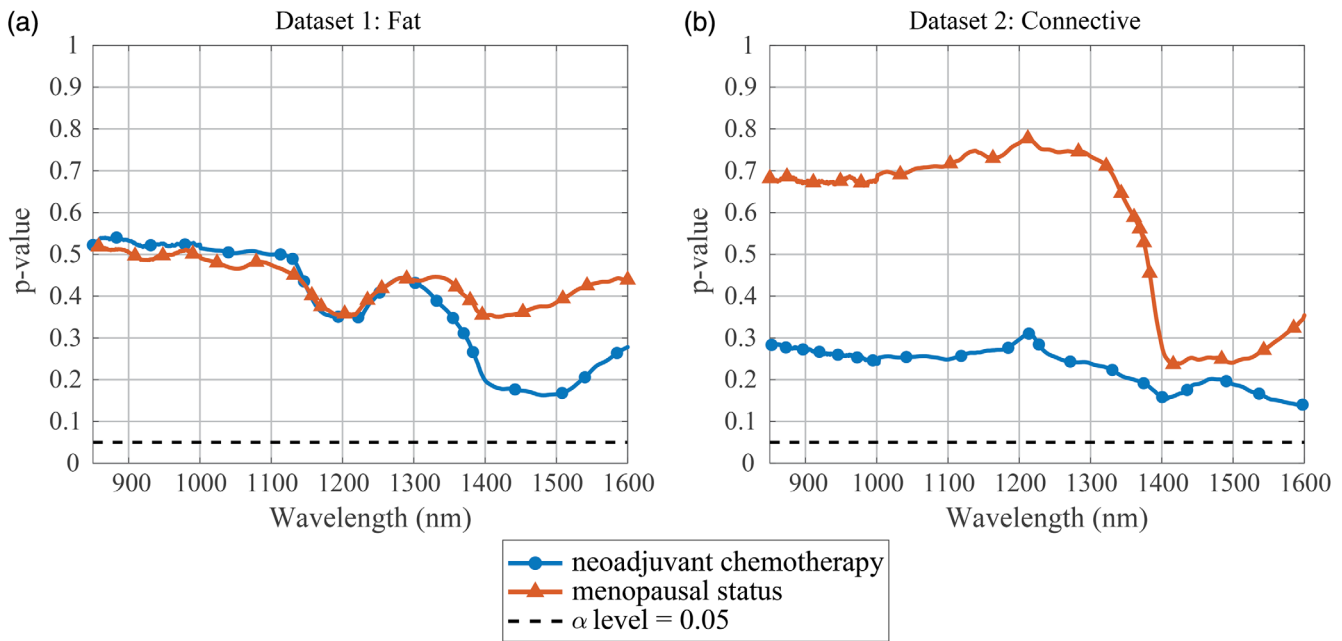 (a)
Dataset 1: Fat
1
0.9
0.8
0.7
0.6
0.5
0.4
0.3
0.2
0.1
0
p-value
900 1000 1100 1200 1300 1400 1500 1600
Wavelength (nm)
(b)
Dataset 2: Connective
1
0.9
0.8
0.7
0.6
0.5
0.4
0.3
0.2
0.1
0
p-value
900 1000 1100 1200 1300 1400 1500 1600
Wavelength (nm)
neoadjuvant chemotherapy
menopausal status
α level = 0.05